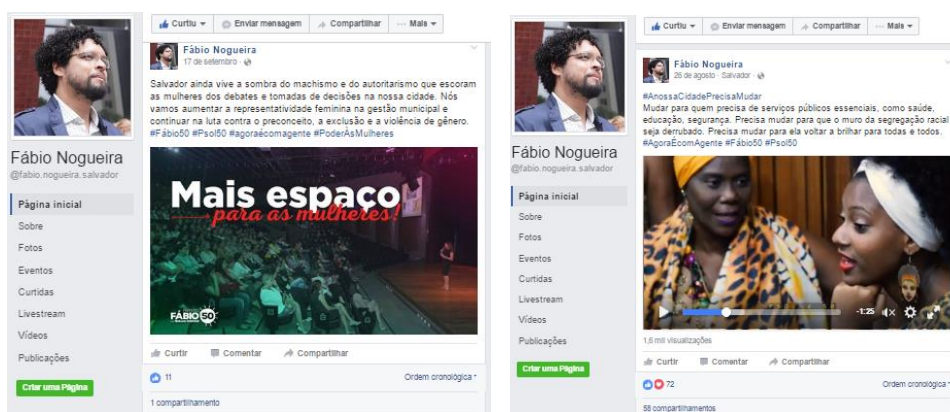 Curtiu Enviar mensagem Compartilhar Mais
Fábio Nogueira
17 de setembro
Salvador ainda vive a sombra do machismo e do autoritarismo que escoram
as mulheres dos debates e tomadas de decisões na nossa cidade. Nós
vamos aumentar a representatividade feminina na gestão municipal e
continuar na luta contra o preconceito, a exclusão e a violência de gênero.
#Fábio50 #Psol50 #agoraécomagente #PoderÀsMulheres
Mais espaço
para as mulheres!
FÁBIO 50
Fábio Nogueira
@fabio.nogueira.salvador
Página inicial
Sobre
Fotos
Eventos
Curtidas
Livestream
Vídeos
Publicações
Criar uma Página
Curtir Comentar Compartilhar
11 Ordem cronológica
1 compartilhamento
Curtiu Enviar mensagem Compartilhar Mais
Fábio Nogueira
26 de agosto · Salvador
#AnossaCidadePrecisaMudar
Mudar para quem precisa de serviços públicos essenciais, como saúde,
educação, segurança. Precisa mudar para que o muro da segregação racial
seja derrubado. Precisa mudar para ela voltar a brilhar para todas e todos.
#AgoraÉcomAgente #Fábio50 #Psol50
-1:25
Fábio Nogueira
@fabio.nogueira.salvador
Página inicial
Sobre
Fotos
Eventos
Curtidas
Livestream
Vídeos
Publicações
Criar uma Página
1,6 mil visualizações
Curtir Comentar Compartilhar
72 Ordem cronológica
58 compartilhamentos